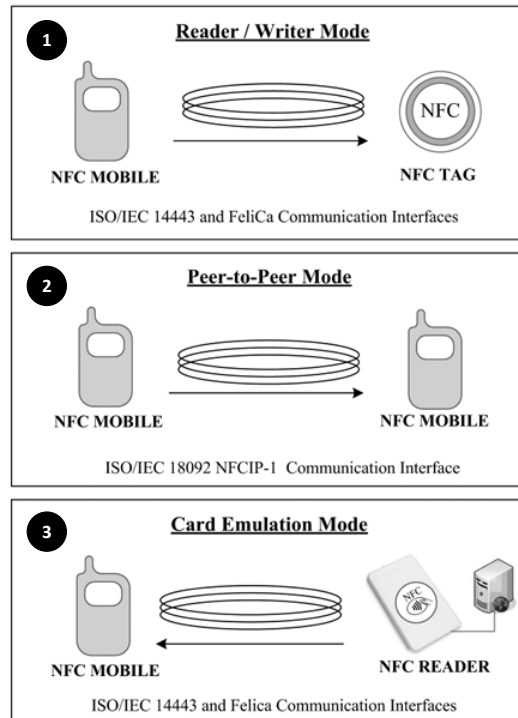 1
Reader / Writer Mode
NFC
NFC MOBILE
NFC TAG
ISO/IEC 14443 and FeliCa Communication Interfaces
2
Peer-to-Peer Mode
NFC MOBILE
NFC MOBILE
ISO/IEC 18092 NFCIP-1 Communication Interface
3
Card Emulation Mode
NFC
NFC MOBILE
NFC READER
ISO/IEC 14443 and Felica Communication Interfaces